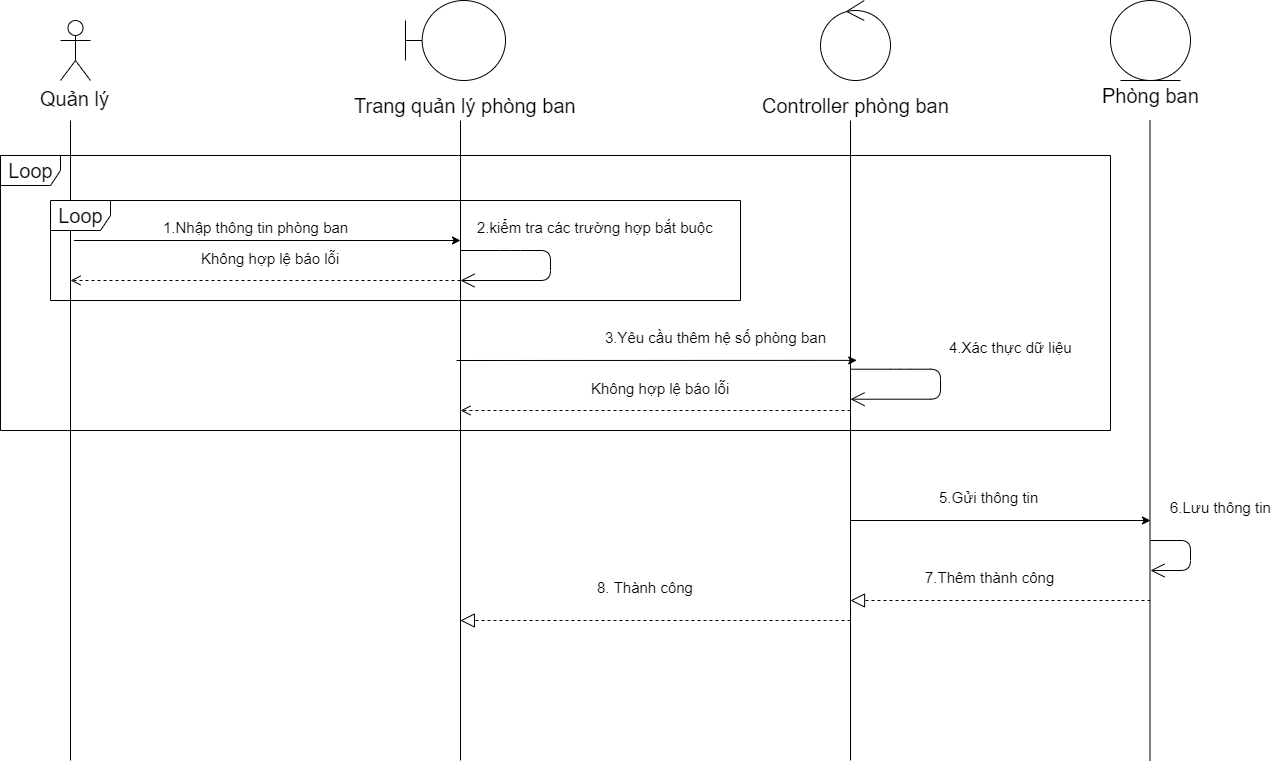 Quản lý
Trang quản lý phòng ban
Controller phòng ban
Phòng ban
Loop
Loop
1.Nhập thông tin phòng ban
2.kiểm tra các trường hợp bắt buộc
Không hợp lệ báo lỗi
3.Yêu cầu thêm hệ số phòng ban
4.Xác thực dữ liệu
Không hợp lệ báo lỗi
5.Gửi thông tin
6.Lưu thông tin
7.Thêm thành công
8. Thành công